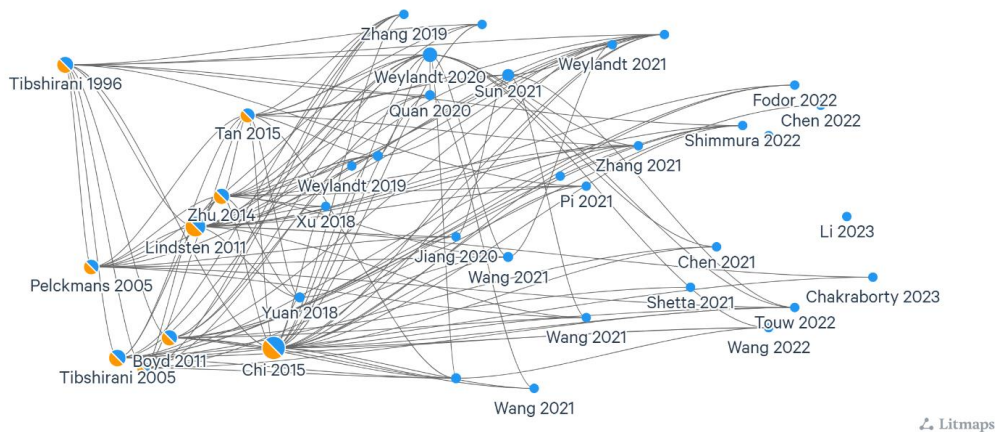 Zhang 2019
Weylandt 2021
Tibshirani 1996
Weylandt 2020
Sun 2021
Quan 2020
Fodor 2022
Chen 2022
Tan 2015
Shimmura 2022
Zhang 2021
Weylandt 2019
Pi 2021
Zhu 2014
Xu 2018
Li 2023
Lindsten 2011
Jiang 2020
Chen 2021
Wang 2021
Pelckmans 2005
Chakraborty 2023
Shetta 2021
Yuan 2018
Touw 2022
Wang 2021
Wang 2022
Boyd 2011
Chi 2015
Tibshirani 2005
Wang 2021
Litmaps